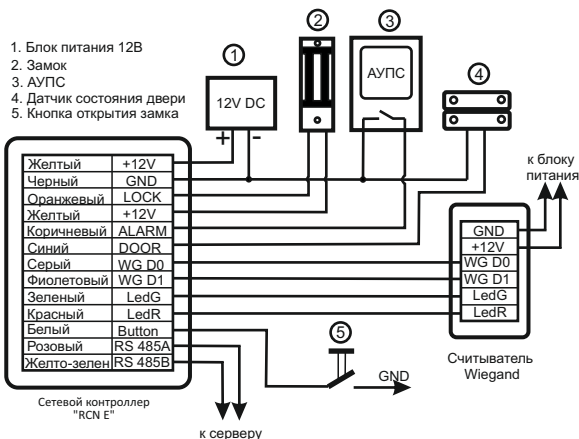 1. Блок питания 12В
2. Замок
3. АУПС
4. Датчик состояния двери
5. Кнопка открытия замка
1
2
3
4
12V DC
+ -
АУПС
Желтый +12V
Черный GND
Оранжевый LOCK
Желтый +12V
Коричневый ALARM
Синий DOOR
Серый WG D0
Фиолетовый WG D1
Зеленый LedG
Красный LedR
Белый Button
Розовый RS 485A
Желто-зелен RS 485B
Сетевой контроллер
"RCN E"
к серверу
5
GND
к блоку
питания
GND
+12V
WG D0
WG D1
LedG
LedR
Считыватель
Wiegand